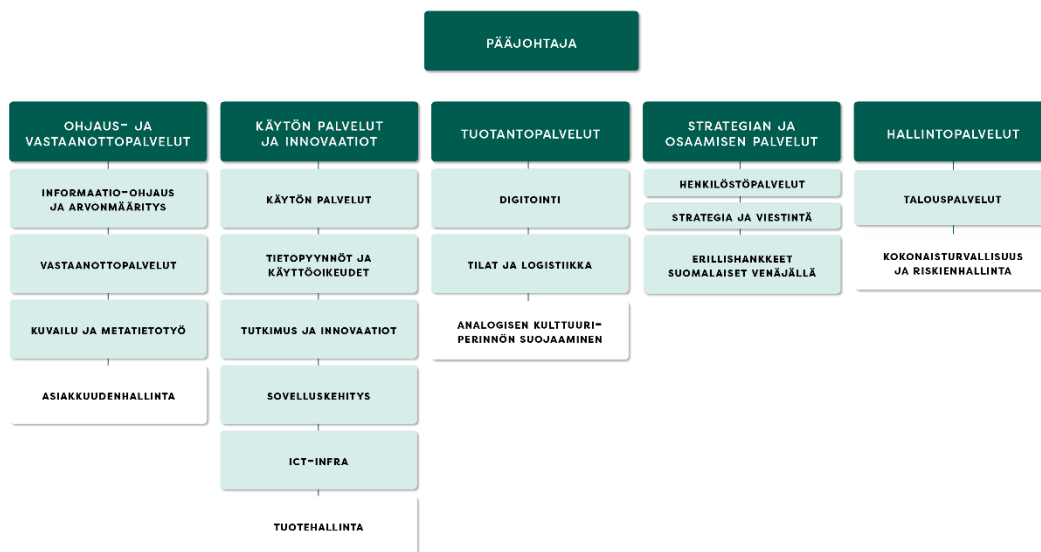 PÄÄJOHTAJA
OHJAUS- JA
VASTAANOTTOPALVELUT
INFORMAATIO-OHJAUS
JA ARVONMÄÄRITYS
VASTAANOTTOPALVELUT
KUVAILU JA METATIETOTYÖ
ASIAKKUUDENHALLINTA
KÄYTÖN PALVELUT
JA INNOVAATIOT
KÄYTÖN PALVELUT
TIETOPYYNNÖT JA
KÄYTTÖOIKEUDET
TUTKIMUS JA INNOVAATIOT
SOVELLUSKEHITYS
ICT-INFRA
TUOTEHALLINTA
TUOTANTOPALVELUT
DIGITOINTI
TILAT JA LOGISTIIKKA
ANALOGISEN KULTTUURI-
PERINNÖN SUOJAAMINEN
STRATEGIAN JA
OSAAMISEN PALVELUT
HENKILÖSTÖPALVELUT
STRATEGIA JA VIESTINTÄ
ERILLISHANKKEET
SUOMALAISET VENÄJÄLLÄ
HALLINTOPALVELUT
TALOUSPALVELUT
KOKONAISTURVALLISUUS
JA RISKIENHALLINTA